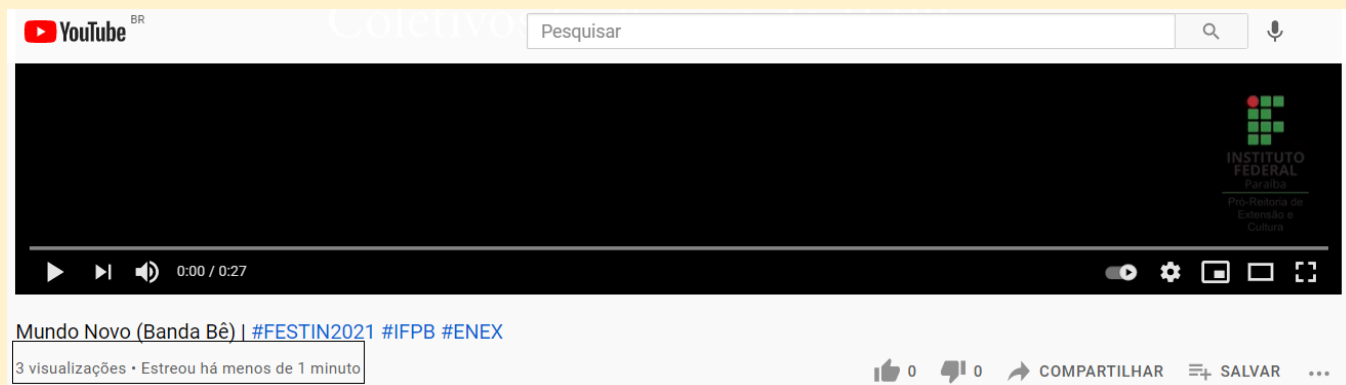 YouTube BR
Coletivos
Pesquisar
INSTITUTO
FEDERAL
Paraíba
Pró-Reitoria de
Extensão e
Cultura
0:00 / 0:27
Mundo Novo (Banda Bê) | #FESTIN2021 #IFPB #ENEX
3 visualizações • Estreou há menos de 1 minuto
0 0 COMPARTILHAR SALVAR